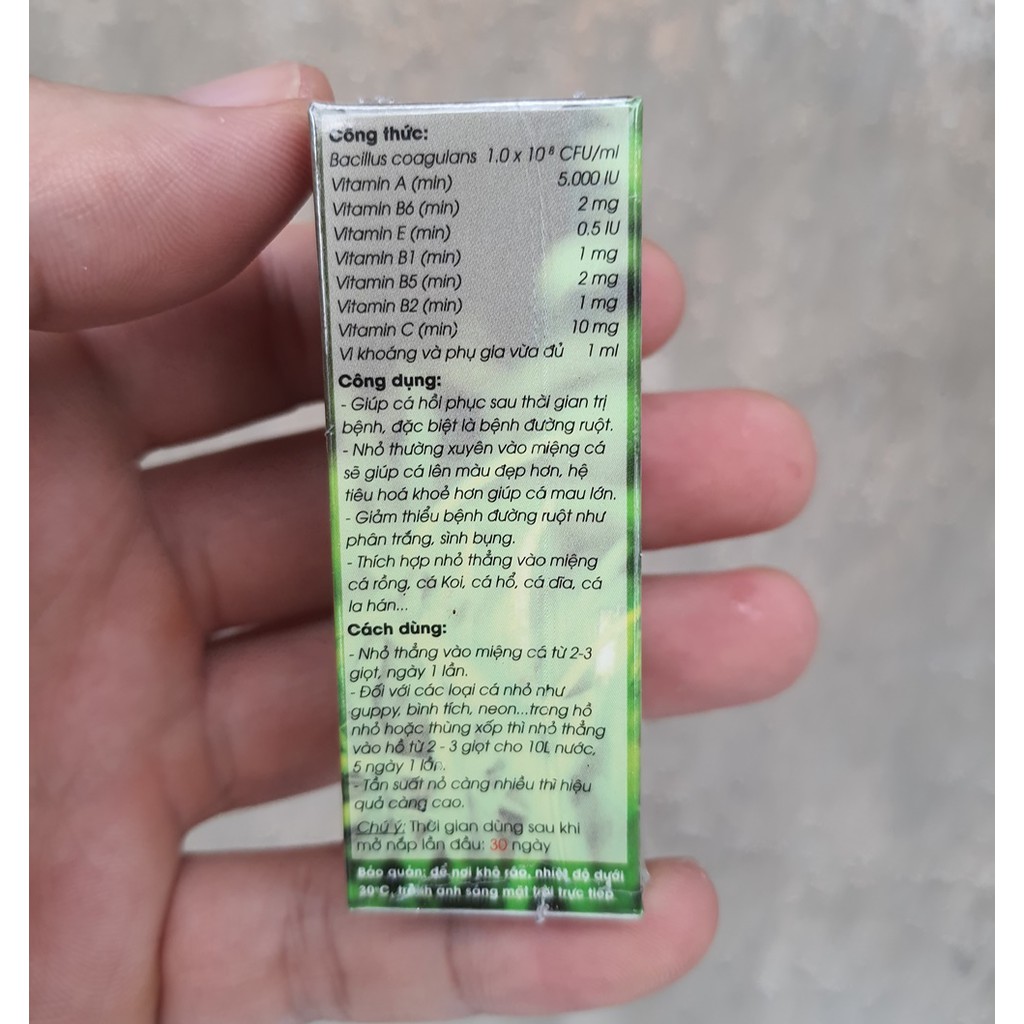 Công thức:
Bacillus coagulans 1.0 x 10⁸ CFU/ml
Vitamin A (min) 5.000 IU
Vitamin B6 (min) 2 mg
Vitamin E (min) 0.5 IU
Vitamin B1 (min) 1 mg
Vitamin B5 (min) 2 mg
Vitamin B2 (min) 1 mg
Vitamin C (min) 10 mg
Vi khoáng và phụ gia vừa đủ 1 ml
Công dụng:
- Giúp cá hồi phục sau thời gian trị
bệnh, đặc biệt là bệnh đường ruột.
- Nhỏ thường xuyên vào miệng cá
sẽ giúp cá lên màu đẹp hơn, hệ
tiêu hoá khoẻ hơn giúp cá mau lớn.
- Giảm thiểu bệnh đường ruột như
phân trắng, sình bụng.
- Thích hợp nhỏ thẳng vào miệng
cá rồng, cá Koi, cá hổ, cá dĩa, cá
la hán...
Cách dùng:
- Nhỏ thẳng vào miệng cá từ 2-3
giọt, ngày 1 lần.
- Đối với các loại cá nhỏ như
guppy, bình tích, neon...trong hồ
nhỏ hoặc thùng xốp thì nhỏ thẳng
vào hồ từ 2 - 3 giọt cho 10L nước,
5 ngày 1 lần.
- Tần suất nỏ càng nhiều thì hiệu
quả càng cao.
Chú ý: Thời gian dùng sau khi
mở nắp lần đầu: 30 ngày
Bảo quản: để nơi khô ráo, nhiệt độ dưới
30°C, tránh ánh sáng mặt trời trực tiếp